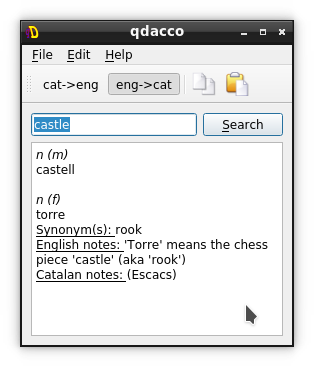 qdacco
File Edit Help
cat->eng eng->cat
castle Search
n (m)
castell
n (f)
torre
Synonym(s): rook
English notes: 'Torre' means the chess
piece 'castle' (aka 'rook')
Catalan notes: (Escacs)